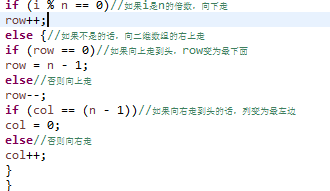 if (i % n == 0)//如果i是n的倍数，向下走
row++;
else {//如果不是的话，向二维数组的右上走
if (row == 0)//如果向上走到头，row变为最下面
row = n - 1;
else//否则向上走
row--;
if (col == (n - 1))//如果向右走到头的话，列变为最左边
col = 0;
else//否则向右走
col++;
}
}